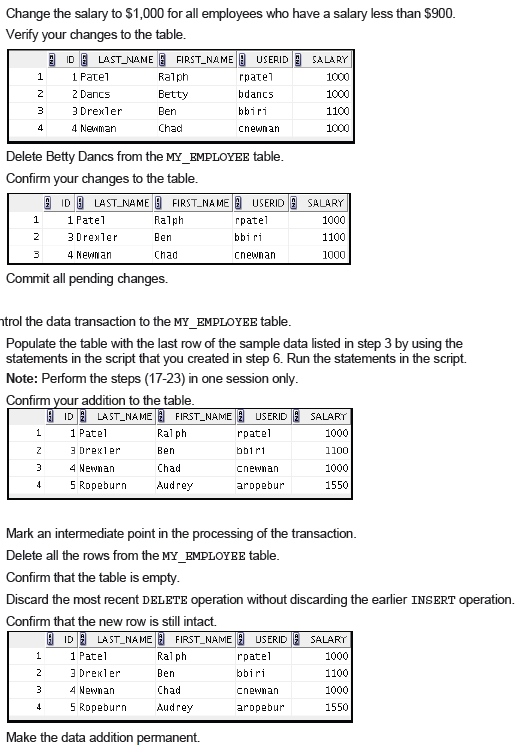 Change the salary to $1,000 for all employees who have a salary less than $900.
Verify your changes to the table.
ID LAST_NAME FIRST_NAME USERID SALARY
1 1 Patel Ralph rpatel 1000
2 2 Dancs Betty bdancs 1000
3 3 Drexler Ben bbiri 1100
4 4 Newman Chad cnewman 1000
Delete Betty Dancs from the MY_EMPLOYEE table.
Confirm your changes to the table.
ID LAST_NAME FIRST_NAME USERID SALARY
1 1 Patel Ralph rpatel 1000
2 3 Drexler Ben bbiri 1100
3 4 Newman Chad cnewman 1000
Commit all pending changes.
ntrol the data transaction to the MY_EMPLOYEE table.
Populate the table with the last row of the sample data listed in step 3 by using the
statements in the script that you created in step 6. Run the statements in the script.
Note: Perform the steps (17-23) in one session only.
Confirm your addition to the table.
ID LAST_NAME FIRST_NAME USERID SALARY
1 1 Patel Ralph rpatel 1000
2 3 Drexler Ben bbiri 1100
3 4 Newman Chad cnewman 1000
4 5 Ropeburn Audrey aropebur 1550
Mark an intermediate point in the processing of the transaction.
Delete all the rows from the MY_EMPLOYEE table.
Confirm that the table is empty.
Discard the most recent DELETE operation without discarding the earlier INSERT operation.
Confirm that the new row is still intact.
ID LAST_NAME FIRST_NAME USERID SALARY
1 1 Patel Ralph rpatel 1000
2 3 Drexler Ben bbiri 1100
3 4 Newman Chad cnewman 1000
4 5 Ropeburn Audrey aropebur 1550
Make the data addition permanent.